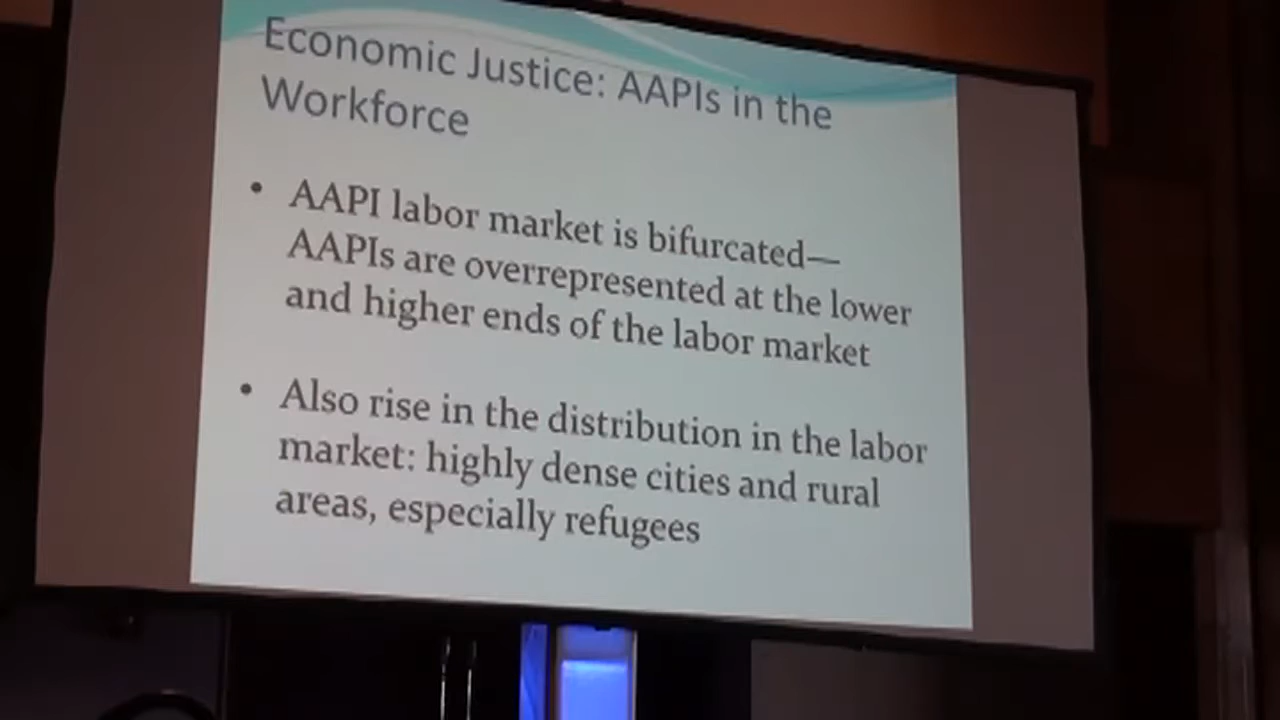 Economic Justice: AAPIs in the
Workforce
• AAPI labor market is bifurcated—
AAPIs are overrepresented at the lower
and higher ends of the labor market
• Also rise in the distribution in the labor
market: highly dense cities and rural
areas, especially refugees